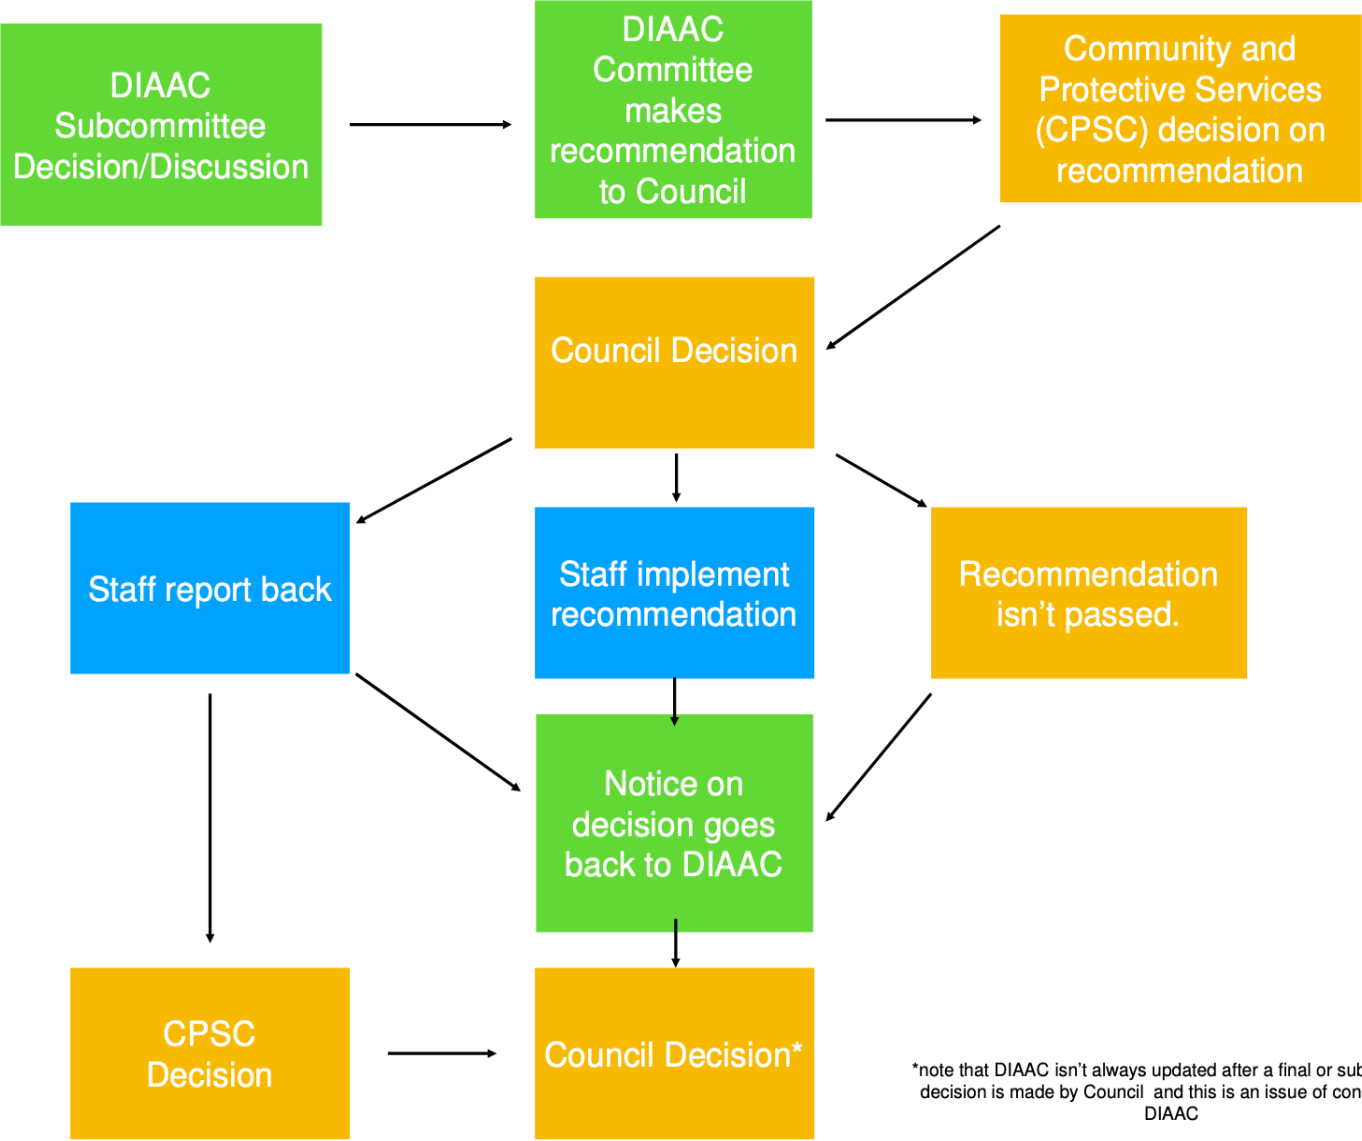 DIAAC
Subcommittee
Decision/Discussion
DIAAC
Committee
makes
recommendation
to Council
Community and
Protective Services
(CPSC) decision on
recommendation
Council Decision
Staff report back
Staff implement
recommendation
Recommendation
isn't passed.
Notice on
decision goes
back to DIAAC
CPSC
Decision
Council Decision*
*note that DIAAC isn't always updated after a final or
decision is made by Council and this is an issue of
DIAAC